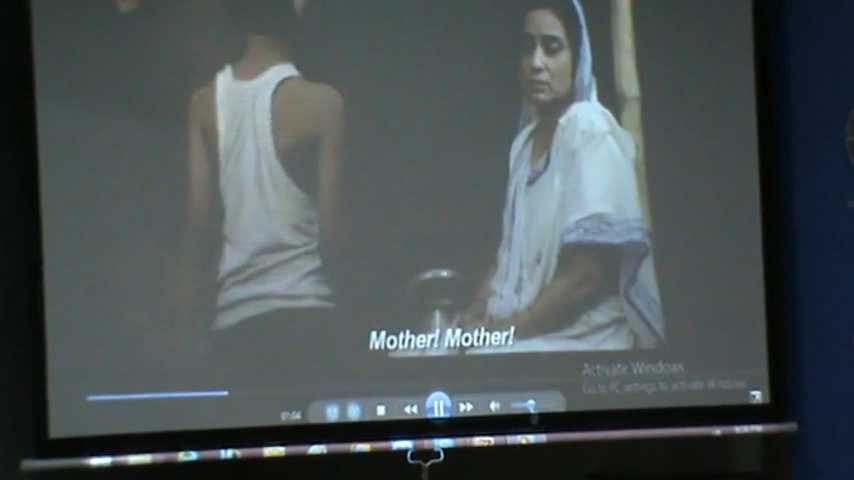 Mother! Mother!
Activate Windows
Go to PC settings to activate Windows.
01:04